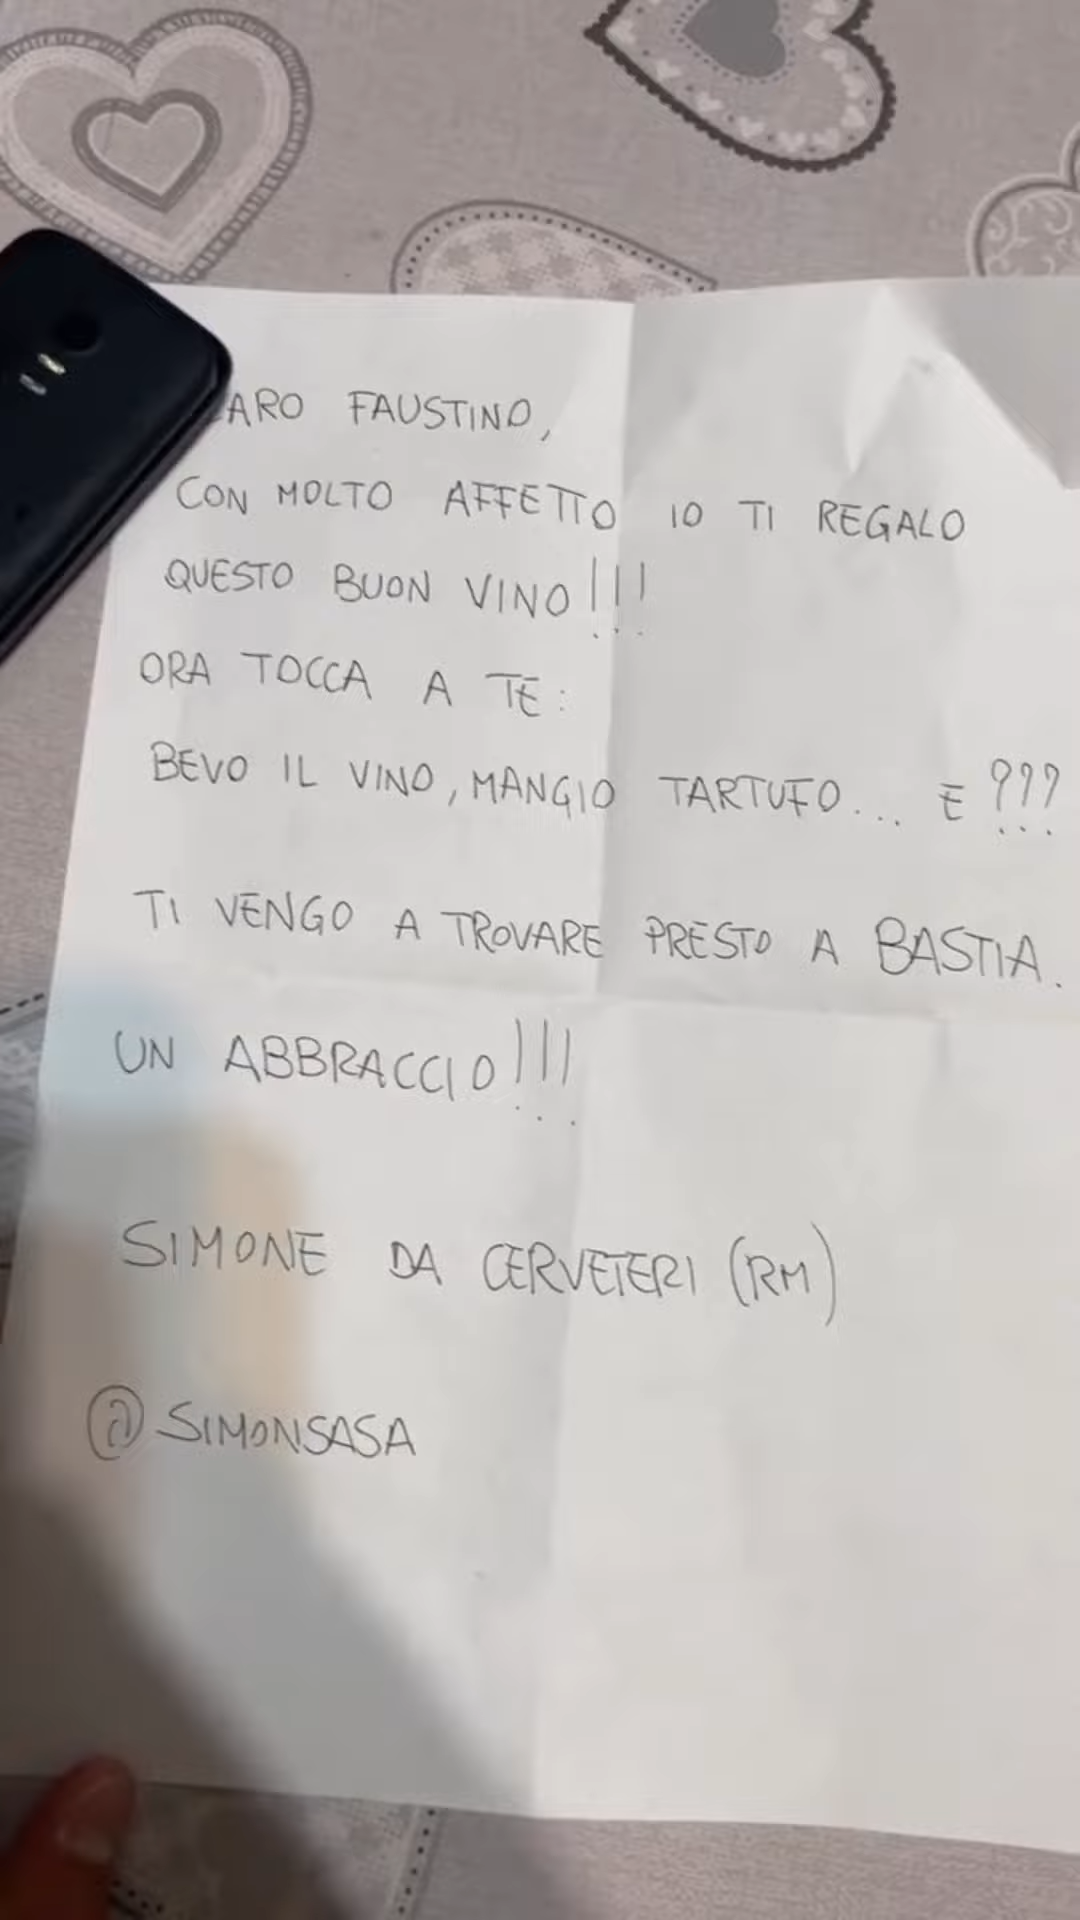 ARO FAUSTINO,
CON MOLTO AFFETTO IO TI REGALO
QUESTO BUON VINO!!!
ORA TOCCA A TE:
BEVO IL VINO, MANGIO TARTUFO... E ???
TI VENGO A TROVARE PRESTO A BASTIA.
UN ABBRACCIO!!!
SIMONE DA CERVETERI (RM)
@SIMONSASA